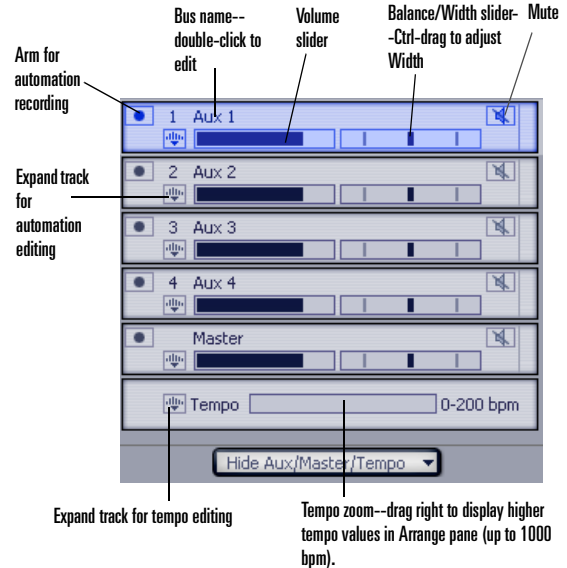 Bus name--
double-click to
edit
Volume
slider
Balance/Width slider-
-Ctrl-drag to adjust
Width
Mute
Arm for
automation
recording
1 Aux 1
2 Aux 2
Expand track
for
automation
editing
3 Aux 3
4 Aux 4
Master
Tempo 0-200 bpm
Hide Aux/Master/Tempo
Expand track for tempo editing
Tempo zoom--drag right to display higher
tempo values in Arrange pane (up to 1000
bpm).